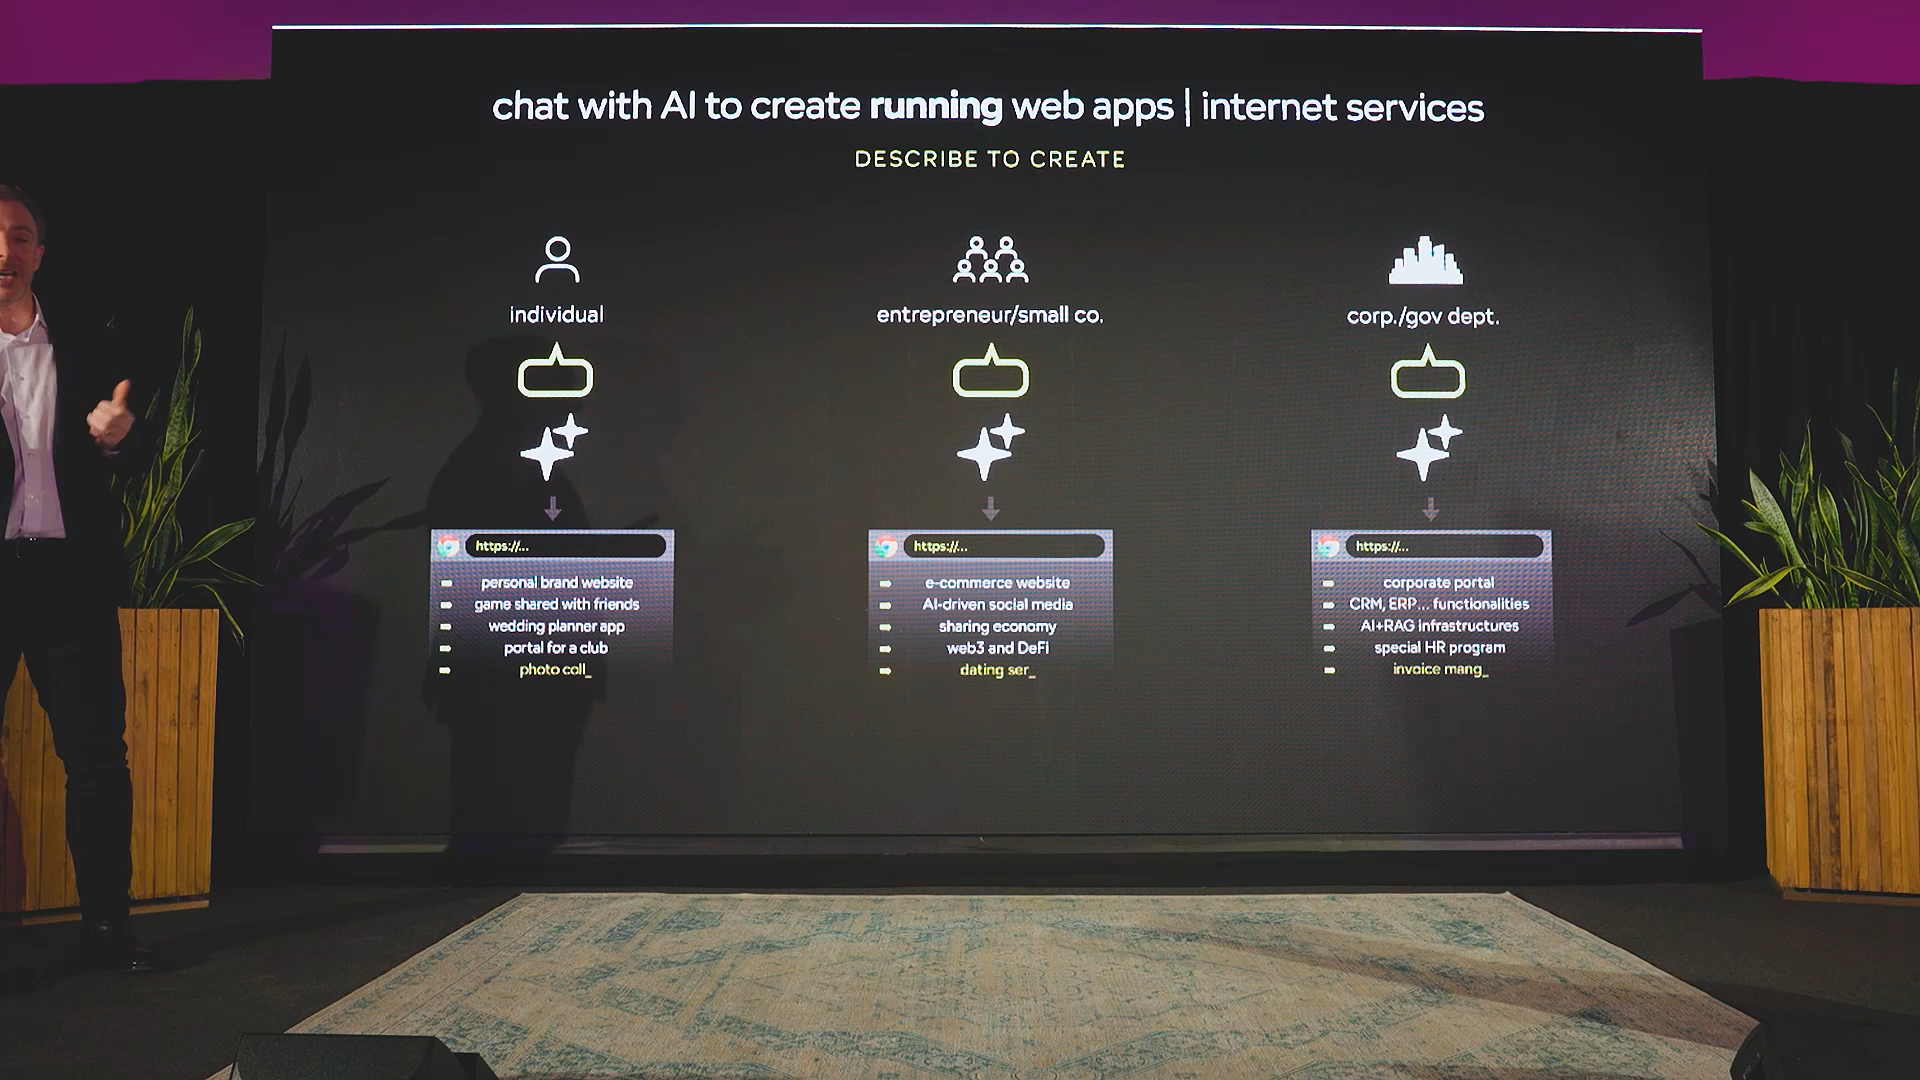 chat with AI to create running web apps | internet services
DESCRIBE TO CREATE
individual
https://...
personal brand website
game shared with friends
wedding planner app
portal for a club
photo coll_
entrepreneur/small co.
https://...
e-commerce website
AI-driven social media
sharing economy
web3 and DeFi
dating ser_
corp./gov dept.
https://...
corporate portal
CRM, ERP... functionalities
AI+RAG infrastructures
special HR program
invoice mang_